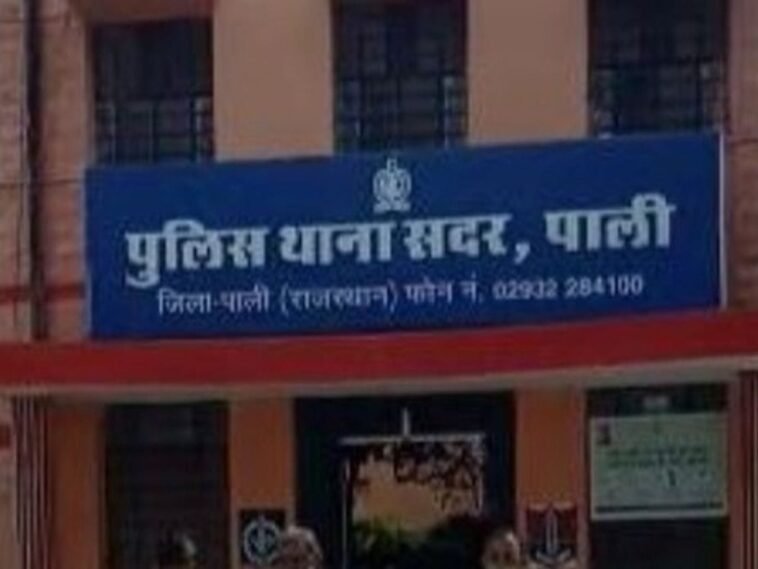 पुलिस थाना सदर, पाली
जिला-पाली (राजस्थान) फोन नं. 02932 284100